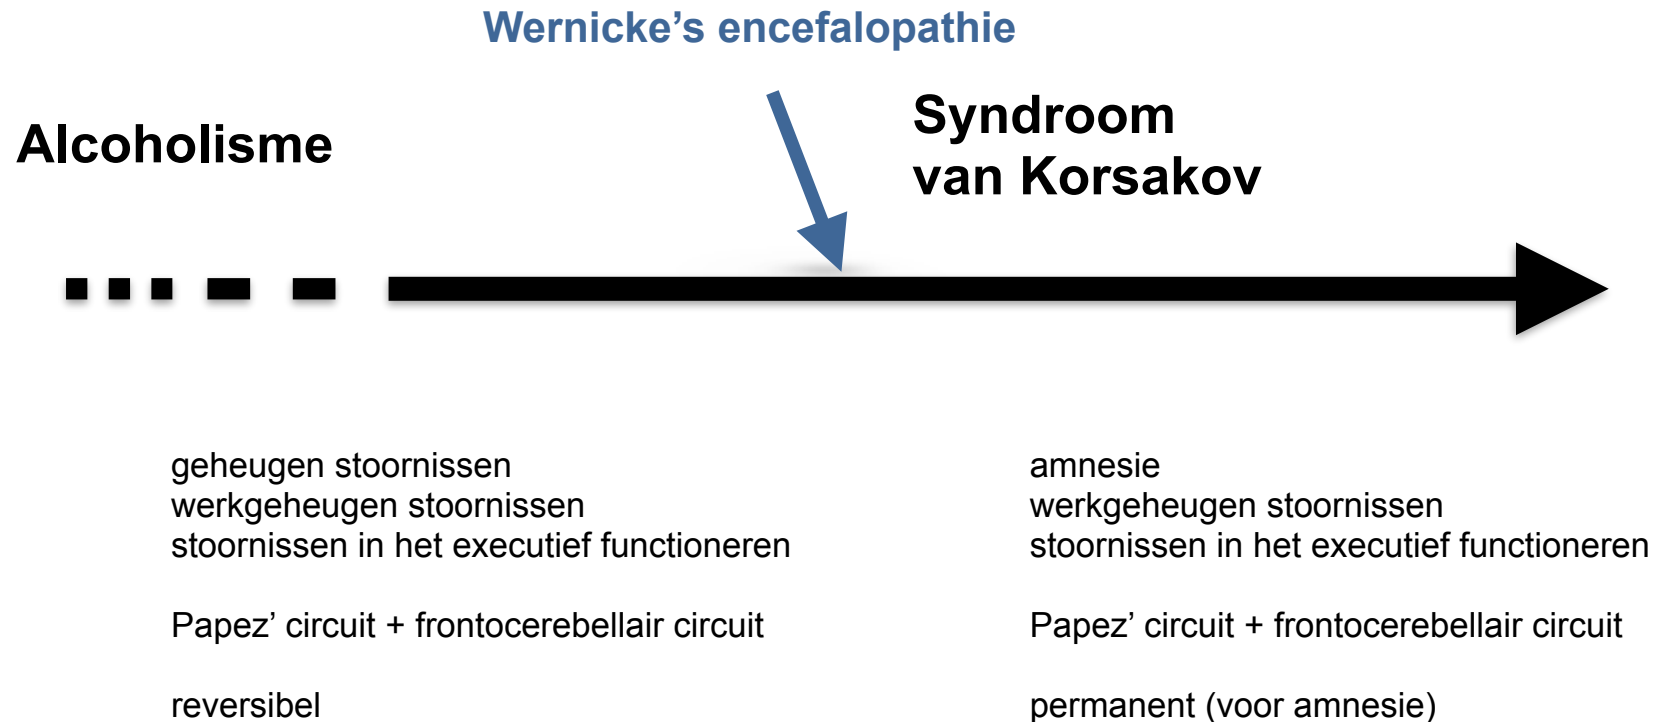 Wernicke’s encefalopathie
Alcoholisme
Syndroom
van Korsakov
geheugen stoornissen
werkgeheugen stoornissen
stoornissen in het executief functioneren
Papez’ circuit + frontocerebellair circuit
reversibel
amnesie
werkgeheugen stoornissen
stoornissen in het executief functioneren
Papez’ circuit + frontocerebellair circuit
permanent (voor amnesie)